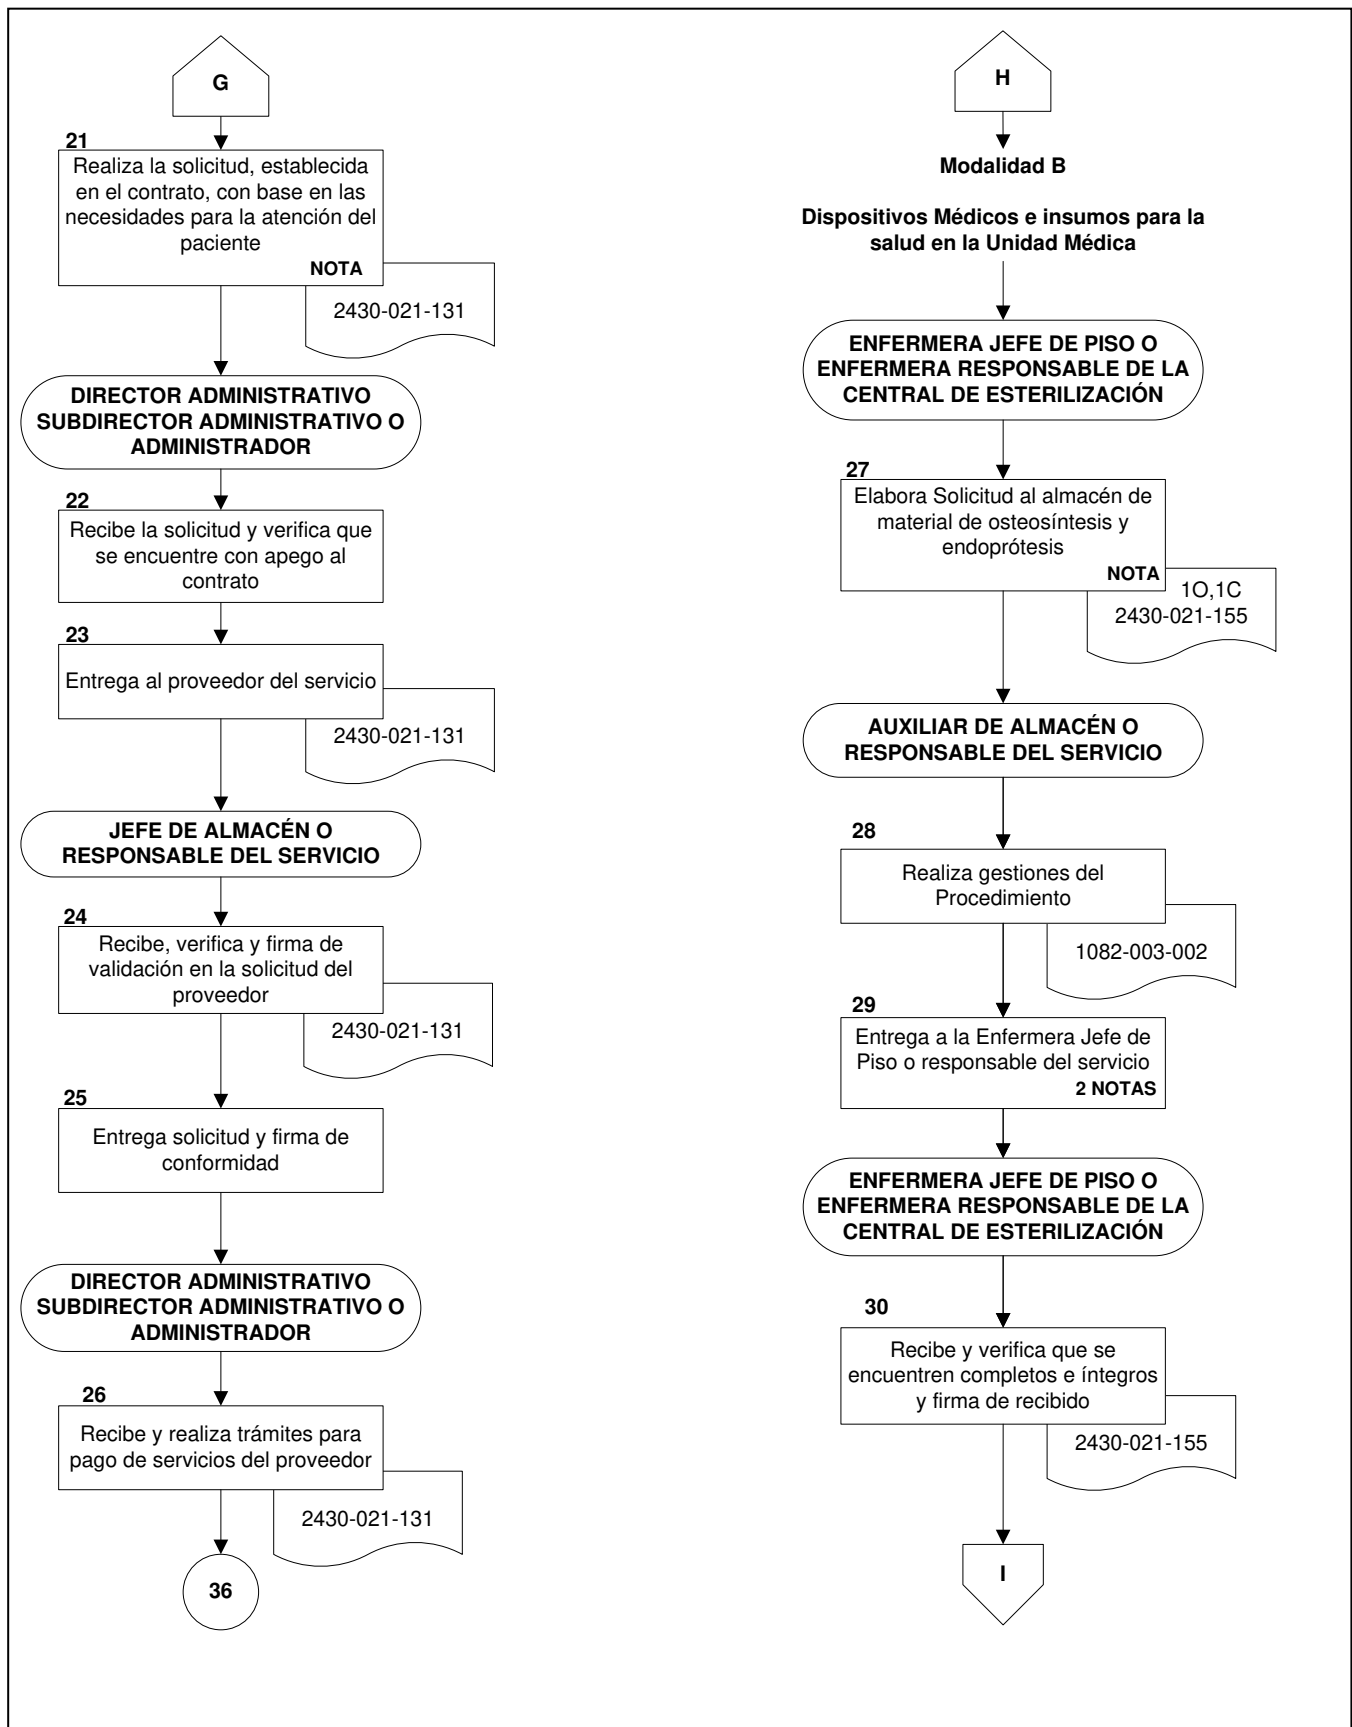 G
21
Realiza la solicitud, establecida
en el contrato, con base en las
necesidades para la atención del
paciente
NOTA
2430-021-131
DIRECTOR ADMINISTRATIVO
SUBDIRECTOR ADMINISTRATIVO O
ADMINISTRADOR
22
Recibe la solicitud y verifica que
se encuentre con apego al
contrato
23
Entrega al proveedor del servicio
2430-021-131
JEFE DE ALMACÉN O
RESPONSABLE DEL SERVICIO
24
Recibe, verifica y firma de
validación en la solicitud del
proveedor
2430-021-131
25
Entrega solicitud y firma de
conformidad
DIRECTOR ADMINISTRATIVO
SUBDIRECTOR ADMINISTRATIVO O
ADMINISTRADOR
26
Recibe y realiza trámites para
pago de servicios del proveedor
2430-021-131
36
H
Modalidad B
Dispositivos Médicos e insumos para la
salud en la Unidad Médica
ENFERMERA JEFE DE PISO O
ENFERMERA RESPONSABLE DE LA
CENTRAL DE ESTERILIZACIÓN
27
Elabora Solicitud al almacén de
material de osteosíntesis y
endoprótesis
NOTA
1O,1C
2430-021-155
AUXILIAR DE ALMACÉN O
RESPONSABLE DEL SERVICIO
28
Realiza gestiones del
Procedimiento
1082-003-002
29
Entrega a la Enfermera Jefe de
Piso o responsable del servicio
2 NOTAS
ENFERMERA JEFE DE PISO O
ENFERMERA RESPONSABLE DE LA
CENTRAL DE ESTERILIZACIÓN
30
Recibe y verifica que se
encuentren completos e íntegros
y firma de recibido
2430-021-155
I